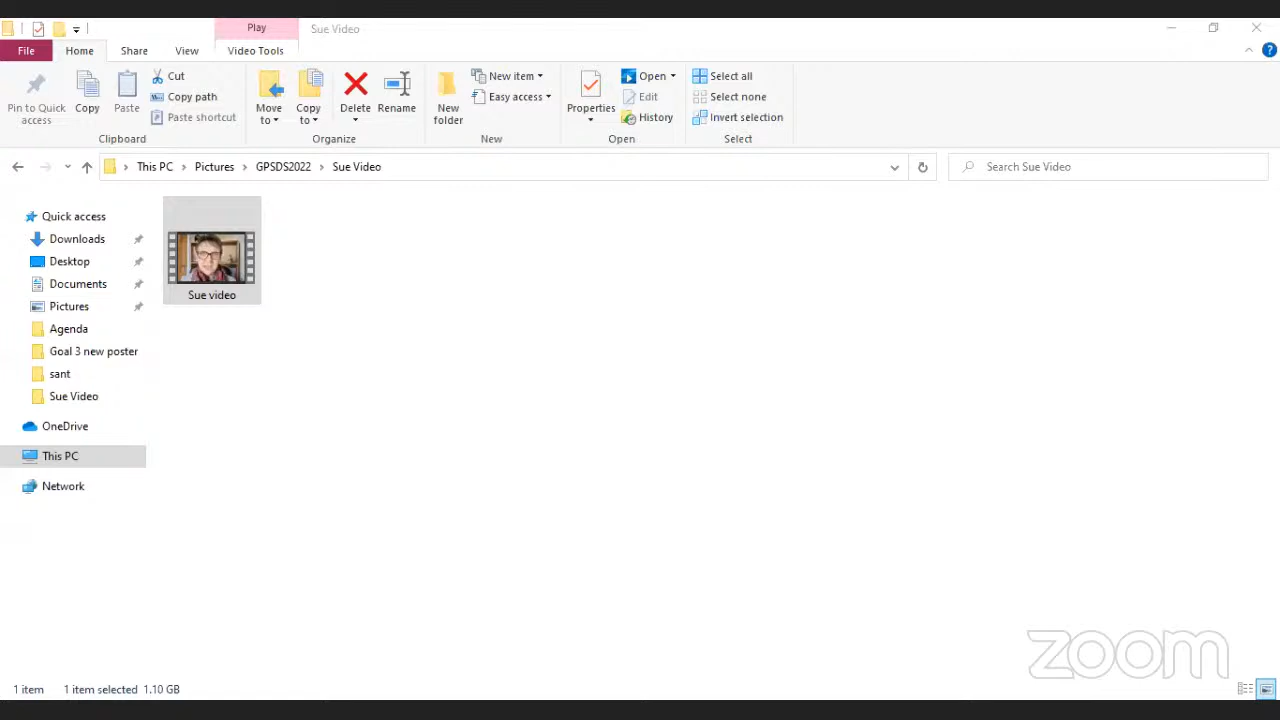 Play
Sue Video
File
Home
Share
View
Video Tools
Pin to Quick access
Copy
Paste
Cut
Copy path
Paste shortcut
Clipboard
Move to
Copy to
Delete
Rename
Organize
New folder
New item
Easy access
New
Properties
Open
Edit
History
Open
Select all
Select none
Invert selection
Select
This PC
Pictures
GPSDS2022
Sue Video
Search Sue Video
Quick access
Downloads
Desktop
Documents
Pictures
Agenda
Goal 3 new poster
sant
Sue Video
OneDrive
This PC
Network
Sue video
zoom
1 item
1 item selected 1.10 GB